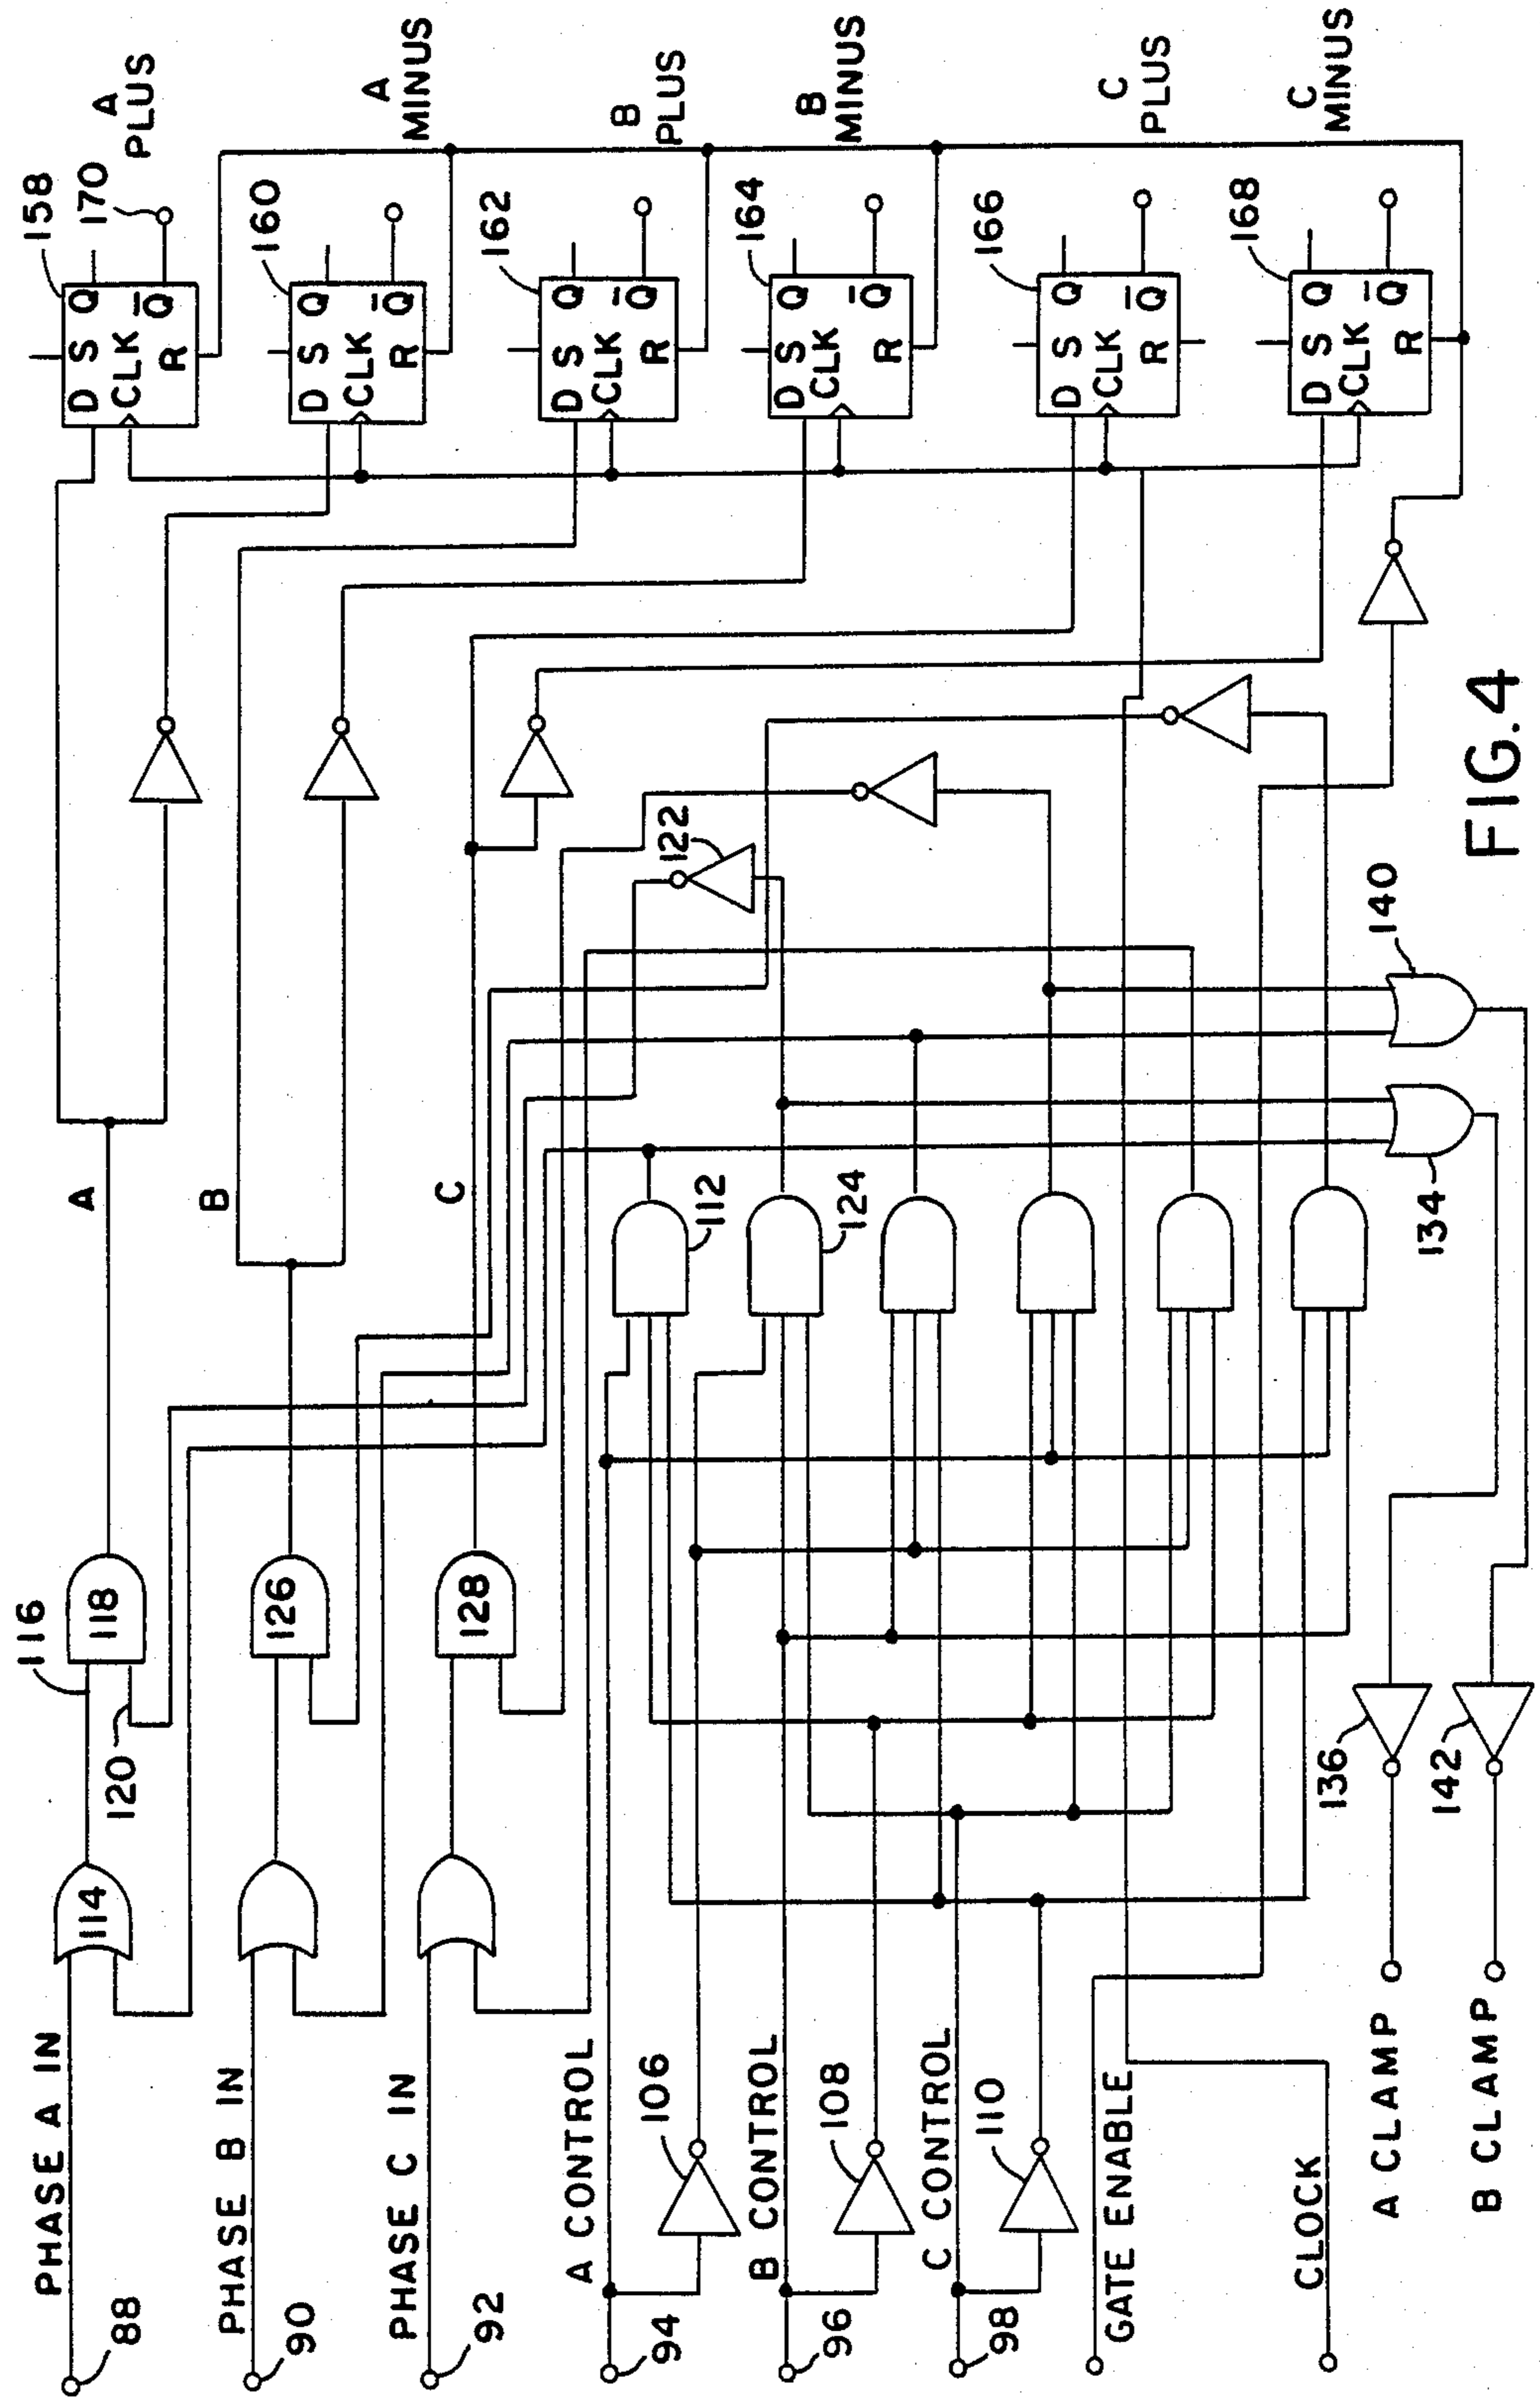 PHASE A IN
88
114
116
118
120
A
PHASE B IN
90
126
B
PHASE C IN
92
128
C
A CONTROL
94
106
B CONTROL
96
108
C CONTROL
98
110
GATE ENABLE
CLOCK
A CLAMP
136
B CLAMP
142
112
124
134
140
122
158
D S Q
CLK
Q̅
R
170
A
PLUS
160
D S Q
CLK
Q̅
R
A
MINUS
162
D S Q
CLK
Q̅
R
B
PLUS
164
D S Q
CLK
Q̅
R
B
MINUS
166
D S Q
CLK
Q̅
R
C
PLUS
168
D S Q
CLK
Q̅
R
C
MINUS
FIG. 4